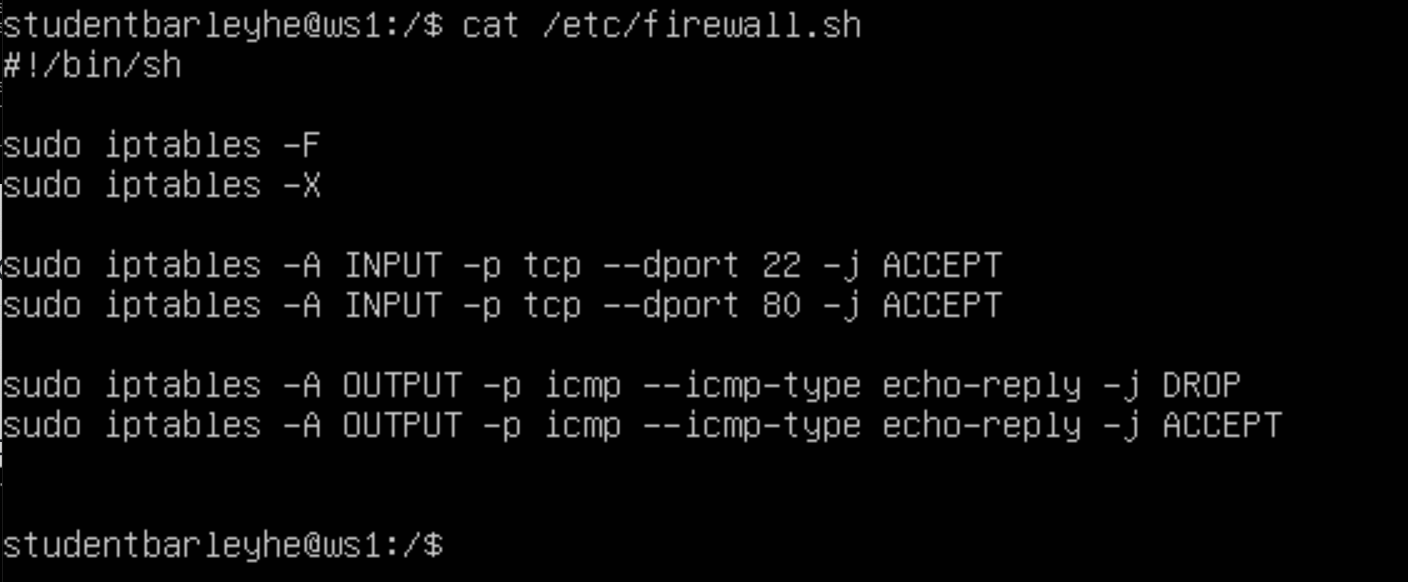 studentbarleyhe@ws1:/$ cat /etc/firewall.sh
#!/bin/sh
sudo iptables -F
sudo iptables -X
sudo iptables -A INPUT -p tcp --dport 22 -j ACCEPT
sudo iptables -A INPUT -p tcp --dport 80 -j ACCEPT
sudo iptables -A OUTPUT -p icmp --icmp-type echo-reply -j DROP
sudo iptables -A OUTPUT -p icmp --icmp-type echo-reply -j ACCEPT
studentbarleyhe@ws1:/$